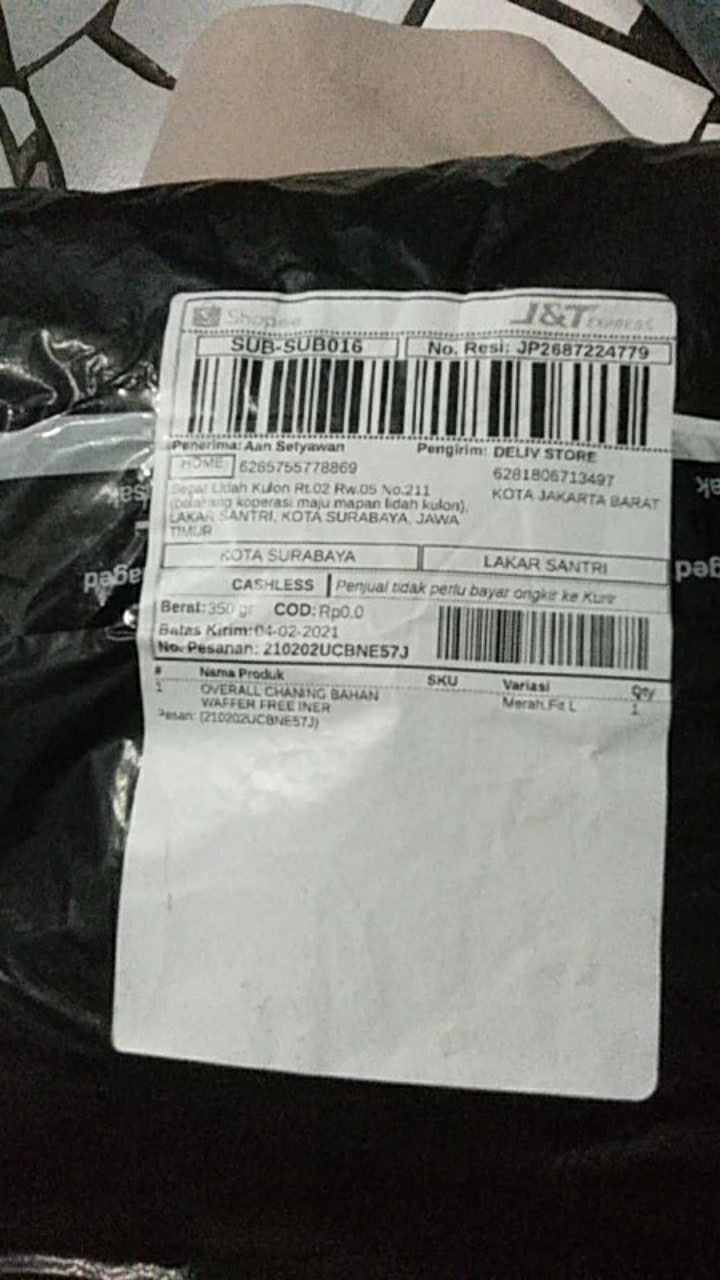 Shopee J&T EXPRESS
SUB-SUB016 No. Resi: JP2687224779
Penerima: Aan Setyawan Pengirim: DELIV STORE
HOME 6285755778869 6281806713497
Sepat Lidah Kulon Rt.02 Rw.05 No.211 KOTA JAKARTA BARAT
(belakang koperasi maju mapan lidah kulon),
LAKAR SANTRI, KOTA SURABAYA, JAWA
TIMUR
KOTA SURABAYA LAKAR SANTRI
CASHLESS Penjual tidak perlu bayar ongkir ke Kurir
Berat: 350 gr COD: Rp0.0
Batas Kirim: 04-02-2021
No. Pesanan: 210202UCBNE57J
# Nama Produk SKU Variasi Qty
1 OVERALL CHANING BAHAN Merah,Fit L 1
WAFFER FREE INER
Pesan: (210202UCBNE57J)